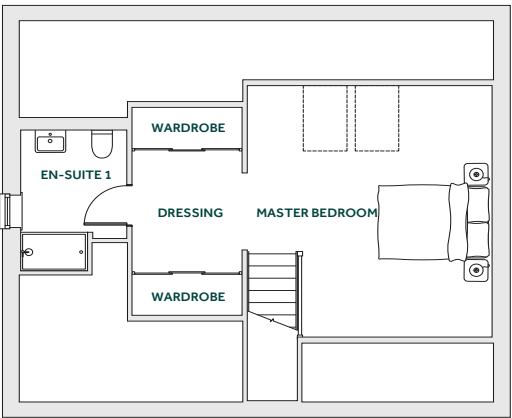 WARDROBE
EN-SUITE 1
DRESSING
MASTER BEDROOM
WARDROBE